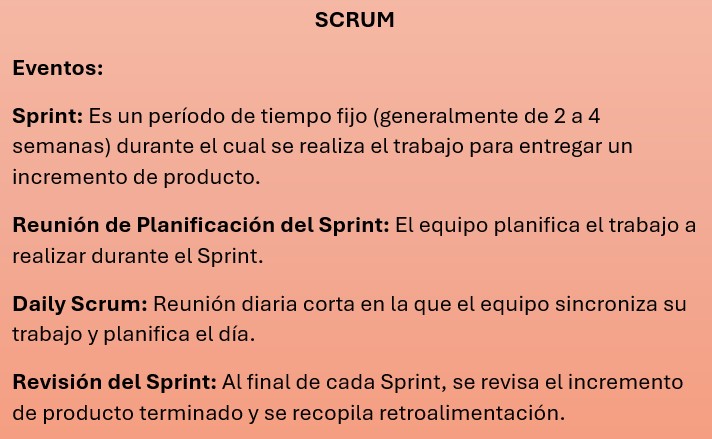 SCRUM
Eventos:
Sprint: Es un período de tiempo fijo (generalmente de 2 a 4
semanas) durante el cual se realiza el trabajo para entregar un
incremento de producto.
Reunión de Planificación del Sprint: El equipo planifica el trabajo a
realizar durante el Sprint.
Daily Scrum: Reunión diaria corta en la que el equipo sincroniza su
trabajo y planifica el día.
Revisión del Sprint: Al final de cada Sprint, se revisa el incremento
de producto terminado y se recopila retroalimentación.